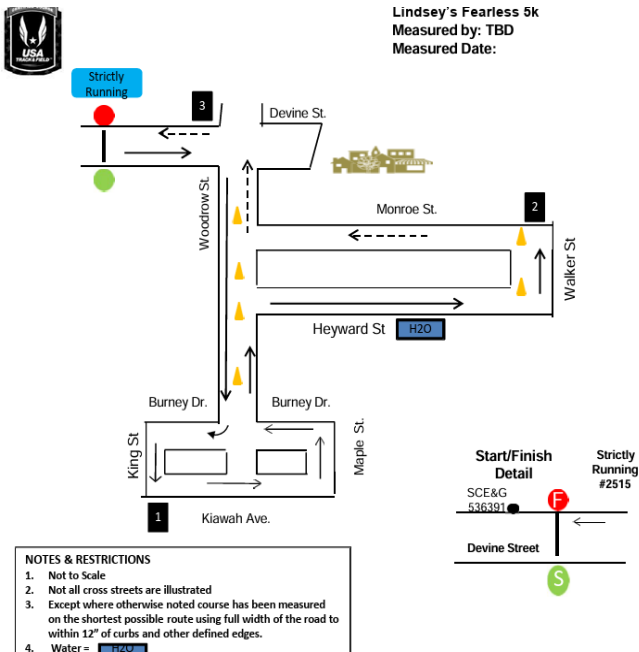 Lindsey's Fearless 5k
Measured by: TBD
Measured Date:
USA
TRACK & FIELD
Strictly
Running
3
Devine St.
Woodrow St.
Monroe St.
2
Walker St
Heyward St
H2O
Burney Dr.
Burney Dr.
King St
Maple St.
1
Kiawah Ave.
Start/Finish
Detail
Strictly
Running
#2515
SCE&G
536391
F
Devine Street
S
NOTES & RESTRICTIONS
1. Not to Scale
2. Not all cross streets are illustrated
3. Except where otherwise noted course has been measured
on the shortest possible route using full width of the road to
within 12" of curbs and other defined edges.
4. Water = H2O